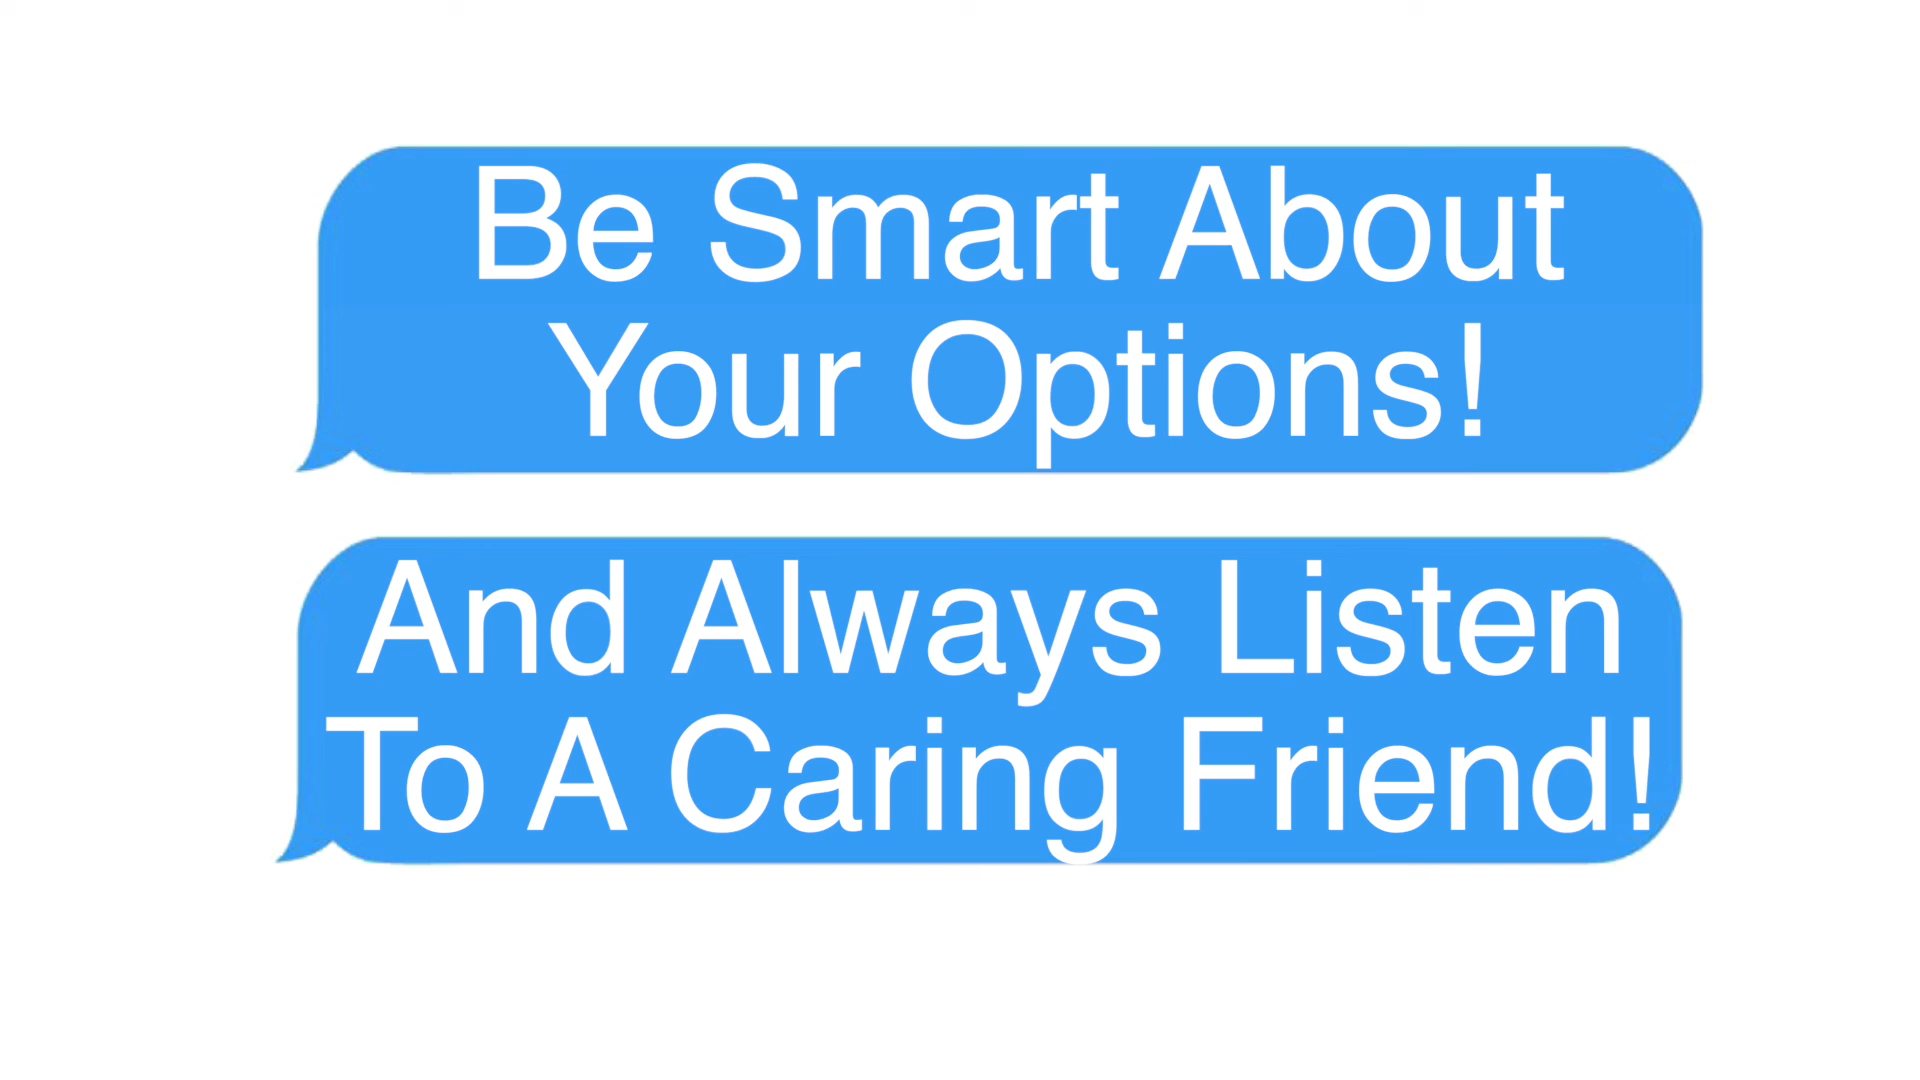 Be Smart About
Your Options!
And Always Listen
To A Caring Friend!